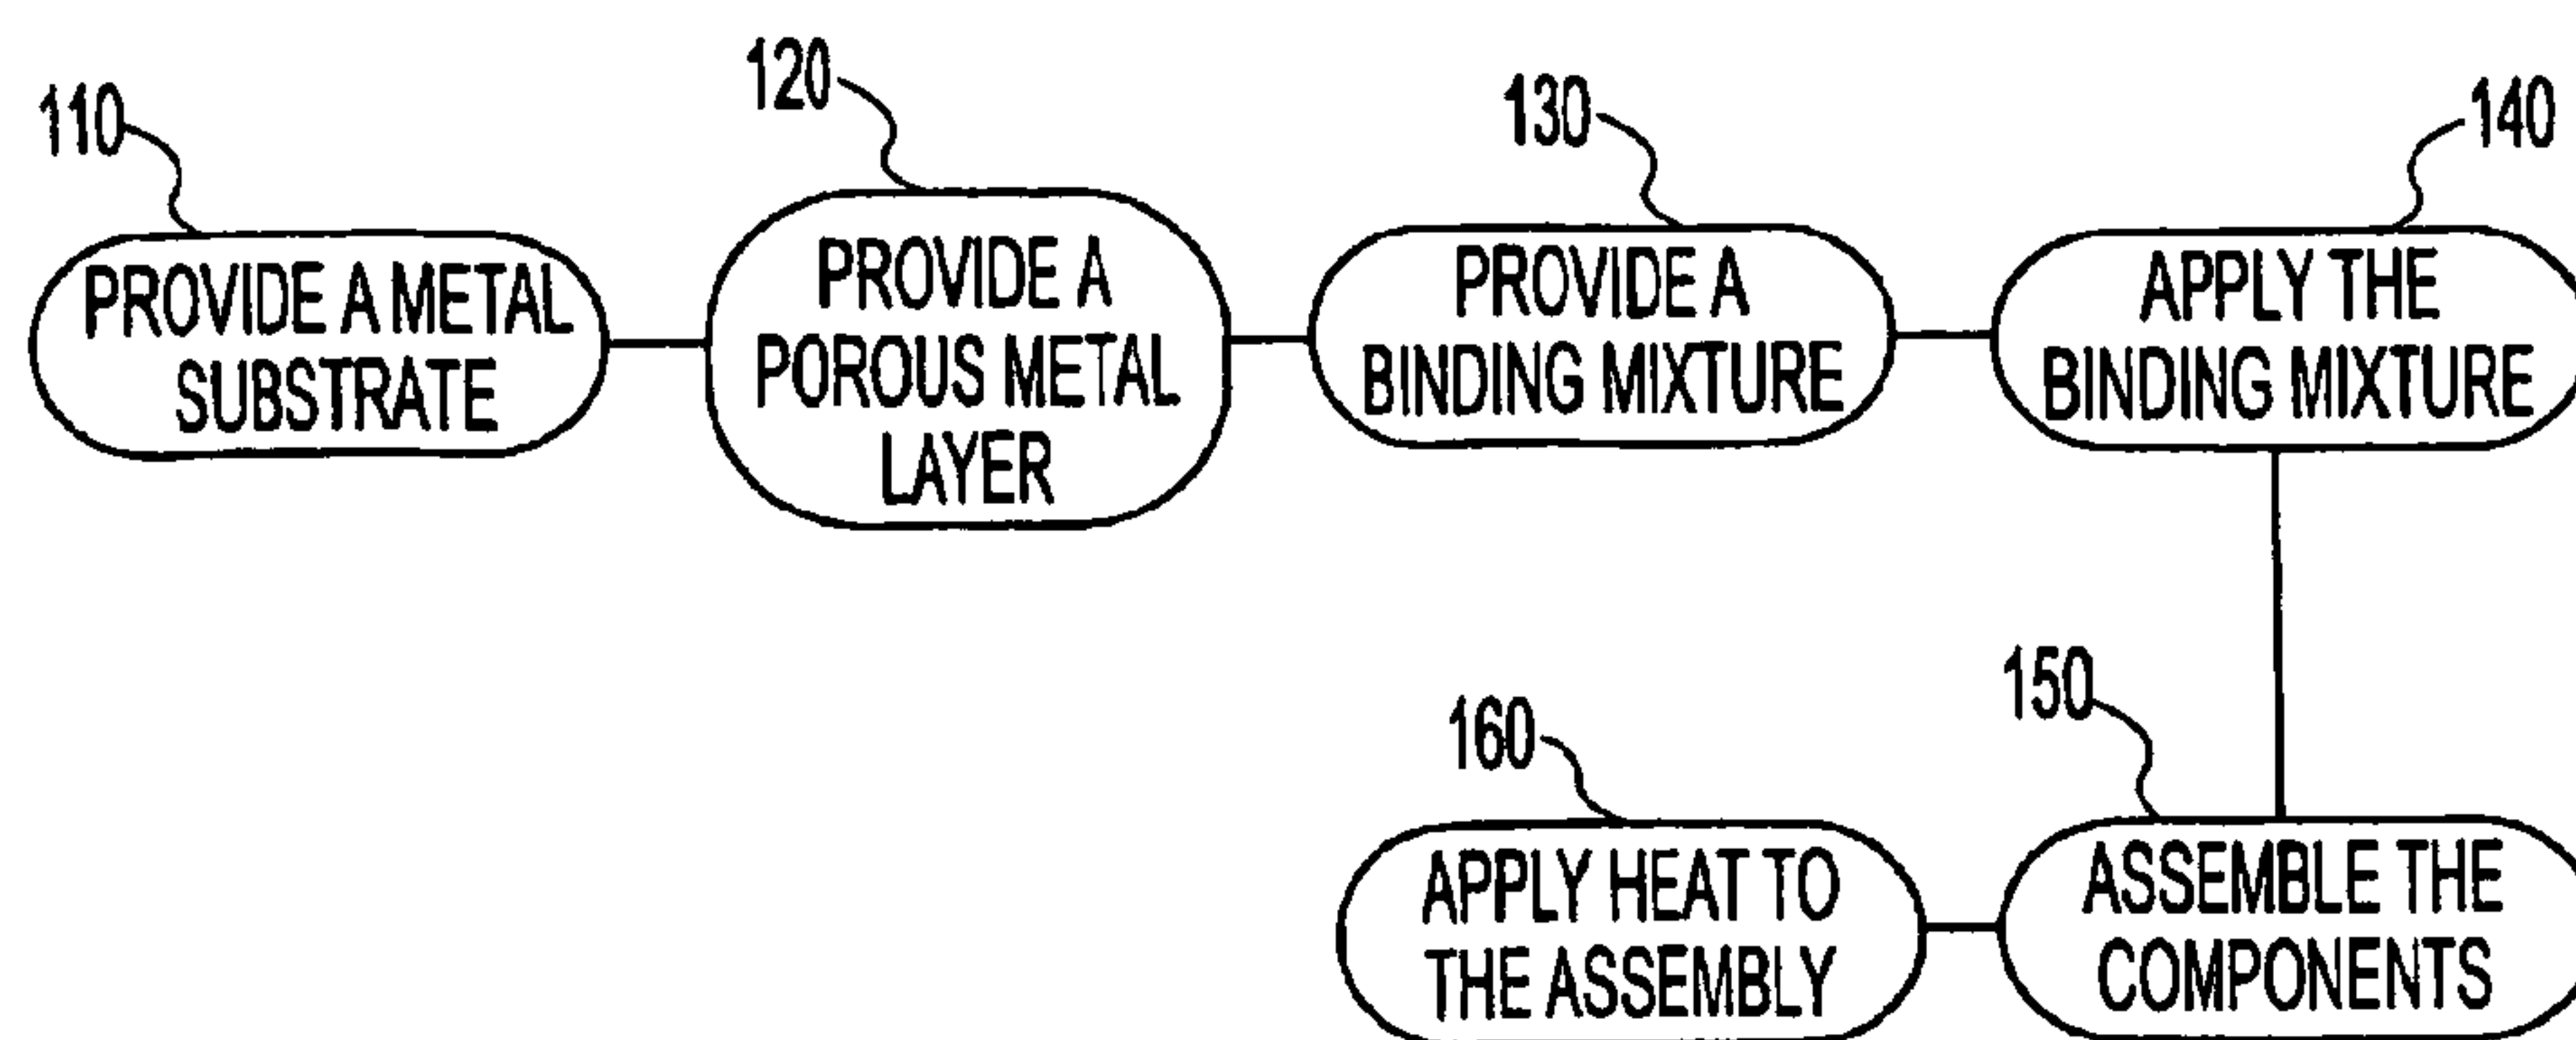 110
PROVIDE A METAL
SUBSTRATE
120
PROVIDE A
POROUS METAL
LAYER
130
PROVIDE A
BINDING MIXTURE
140
APPLY THE
BINDING MIXTURE
150
ASSEMBLE THE
COMPONENTS
160
APPLY HEAT TO
THE ASSEMBLY